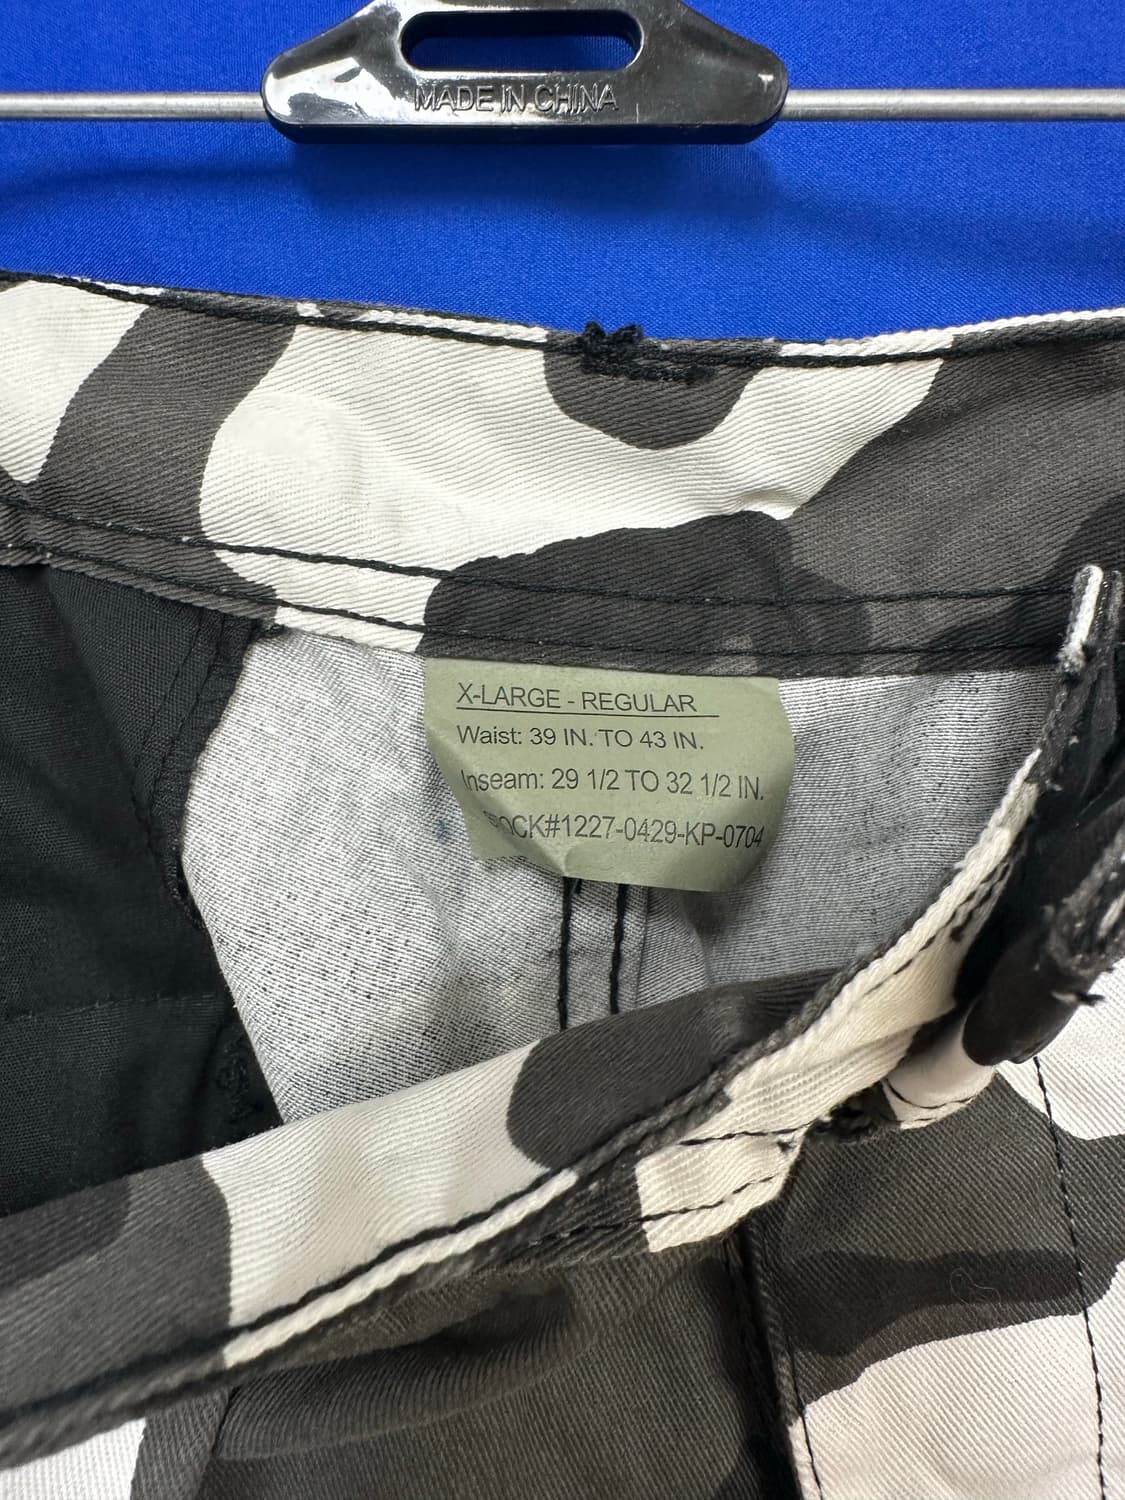 MADE IN CHINA
X-LARGE - REGULAR
Waist: 39 IN. TO 43 IN.
Inseam: 29 1/2 TO 32 1/2 IN.
ROCK#1227-0429-KP-0704